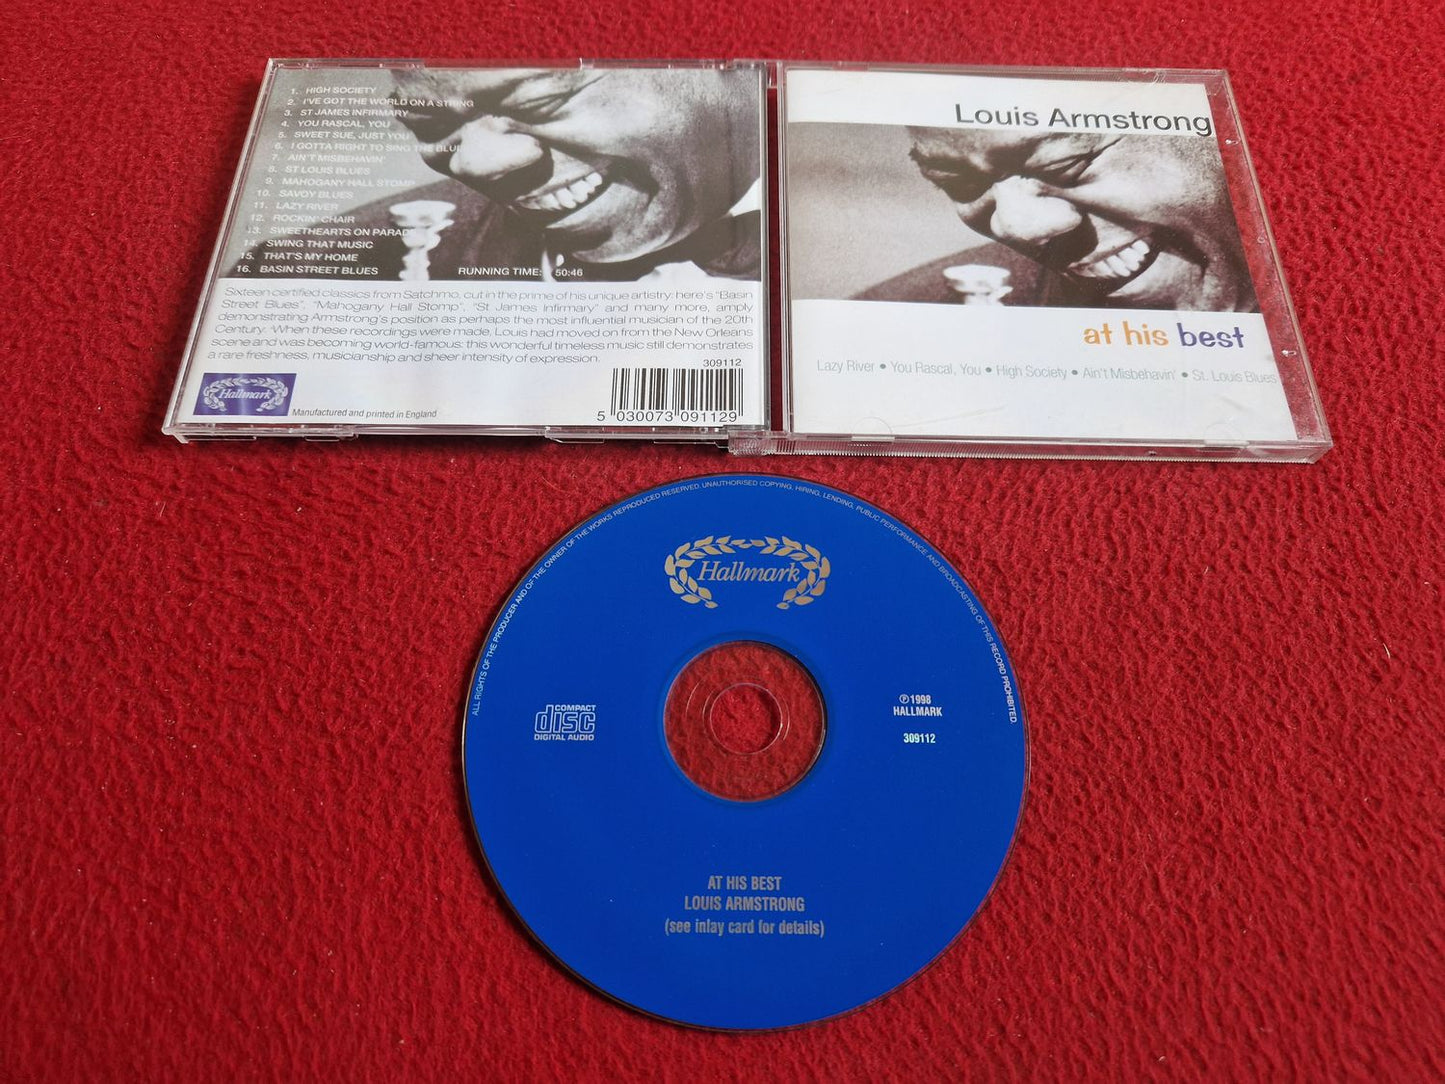 1. HIGH SOCIETY
2. I'VE GOT THE WORLD ON A STRING
3. ST JAMES INFIRMARY
4. YOU RASCAL, YOU
5. SWEET SUE, JUST YOU
6. I GOTTA RIGHT TO SING THE BLUES
7. AIN'T MISBEHAVIN'
8. ST LOUIS BLUES
9. MAHOGANY HALL STOMP
10. SAVOY BLUES
11. LAZY RIVER
12. ROCKIN' CHAIR
13. SWEETHEARTS ON PARADE
14. SWING THAT MUSIC
15. THAT'S MY HOME
16. BASIN STREET BLUES
RUNNING TIME: 50:46
Sixteen certified classics from Satchmo, cut in the prime of his unique artistry: here's "Basin
Street Blues", "Mahogany Hall Stomp", "St James Infirmary" and many more, amply
demonstrating Armstrong's position as perhaps the most influential musician of the 20th
Century. When these recordings were made, Louis had moved on from the New Orleans
scene and was becoming world-famous: this wonderful timeless music still demonstrates
a rare freshness, musicianship and sheer intensity of expression.
309112
Hallmark
Manufactured and printed in England
5 030073 091129
Louis Armstrong
at his best
Lazy River • You Rascal, You • High Society • Ain't Misbehavin' • St. Louis Blues
ALL RIGHTS OF THE PRODUCER AND OF THE OWNER OF THE WORKS REPRODUCED RESERVED. UNAUTHORISED COPYING, HIRING, LENDING, PUBLIC PERFORMANCE AND BROADCASTING OF THIS RECORD PROHIBITED.
Hallmark
COMPACT
disc
DIGITAL AUDIO
℗ 1998
HALLMARK
309112
AT HIS BEST
LOUIS ARMSTRONG
(see inlay card for details)